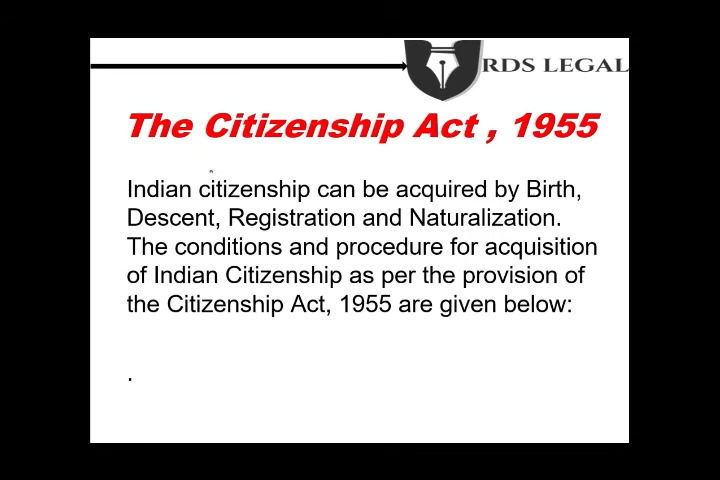 RDS LEGAL
The Citizenship Act , 1955
Indian citizenship can be acquired by Birth,
Descent, Registration and Naturalization.
The conditions and procedure for acquisition
of Indian Citizenship as per the provision of
the Citizenship Act, 1955 are given below:
.